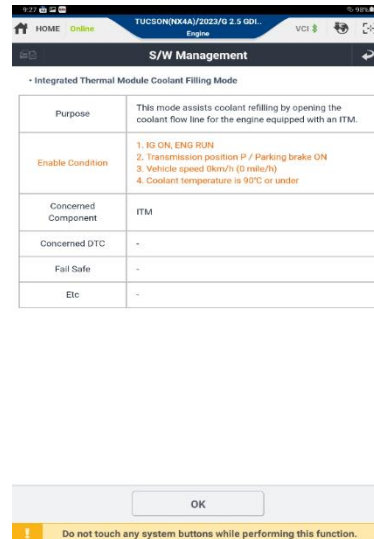 9:27
98%
HOME Online
TUCSON(NX4A)/2023/G 2.5 GDI..
Engine
VCI
S/W Management
• Integrated Thermal Module Coolant Filling Mode
Purpose
This mode assists coolant refilling by opening the
coolant flow line for the engine equipped with an ITM.
Enable Condition
1. IG ON, ENG RUN
2. Transmission position P / Parking brake ON
3. Vehicle speed 0km/h (0 mile/h)
4. Coolant temperature is 90°C or under
Concerned
Component
ITM
Concerned DTC
-
Fail Safe
-
Etc
-
OK
Do not touch any system buttons while performing this function.